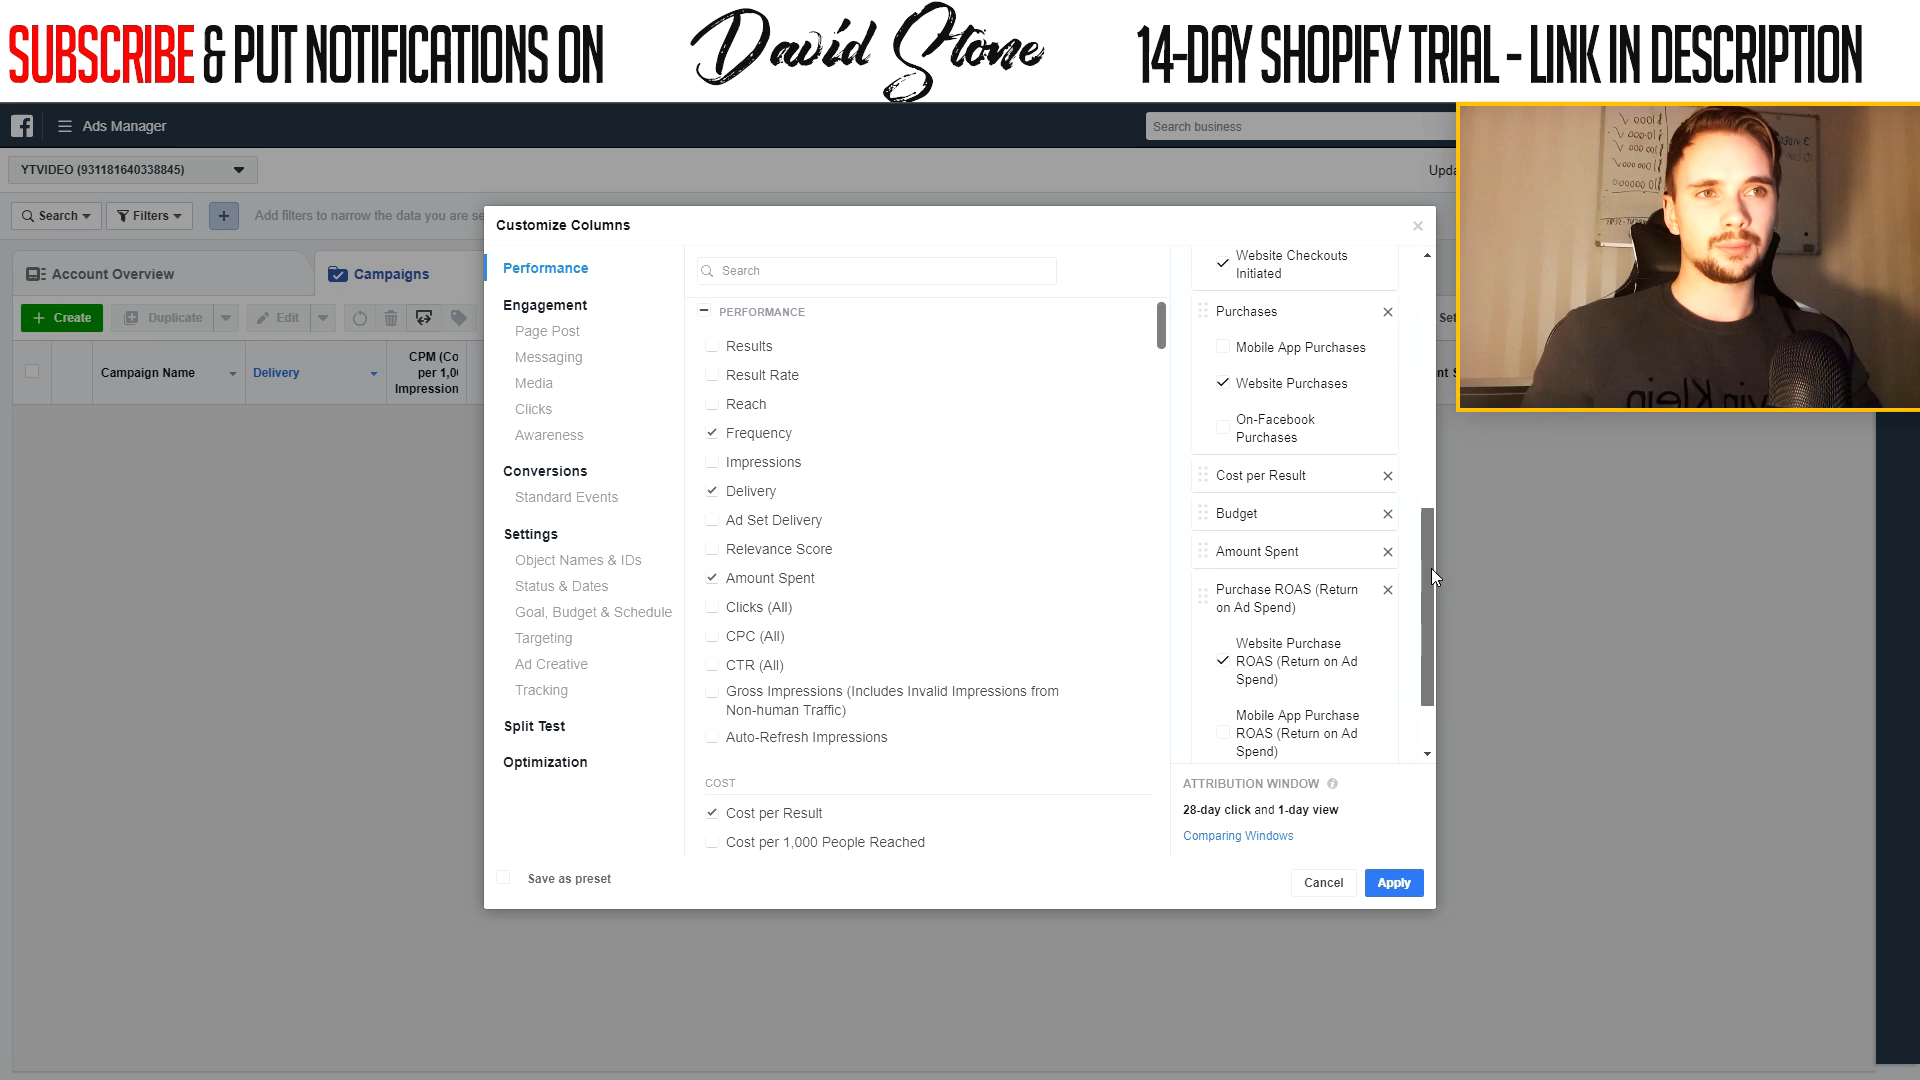 SUBSCRIBE & PUT NOTIFICATIONS ON
David Stone
14-DAY SHOPIFY TRIAL - LINK IN DESCRIPTION
Ads Manager
Search business
YTVIDEO (931181640338845)
Upda
Search
Filters
Add filters to narrow the data you are se
Account Overview
Campaigns
Create
Duplicate
Edit
Set
Campaign Name
Delivery
CPM (Co
per 1,00
Impression
nt S
Customize Columns
Performance
Engagement
Page Post
Messaging
Media
Clicks
Awareness
Conversions
Standard Events
Settings
Object Names & IDs
Status & Dates
Goal, Budget & Schedule
Targeting
Ad Creative
Tracking
Split Test
Optimization
Search
PERFORMANCE
Results
Result Rate
Reach
Frequency
Impressions
Delivery
Ad Set Delivery
Relevance Score
Amount Spent
Clicks (All)
CPC (All)
CTR (All)
Gross Impressions (Includes Invalid Impressions from
Non-human Traffic)
Auto-Refresh Impressions
COST
Cost per Result
Cost per 1,000 People Reached
Website Checkouts
Initiated
Purchases
Mobile App Purchases
Website Purchases
On-Facebook
Purchases
Cost per Result
Budget
Amount Spent
Purchase ROAS (Return
on Ad Spend)
Website Purchase
ROAS (Return on Ad
Spend)
Mobile App Purchase
ROAS (Return on Ad
Spend)
ATTRIBUTION WINDOW
28-day click and 1-day view
Comparing Windows
Save as preset
Cancel
Apply
vin Klein